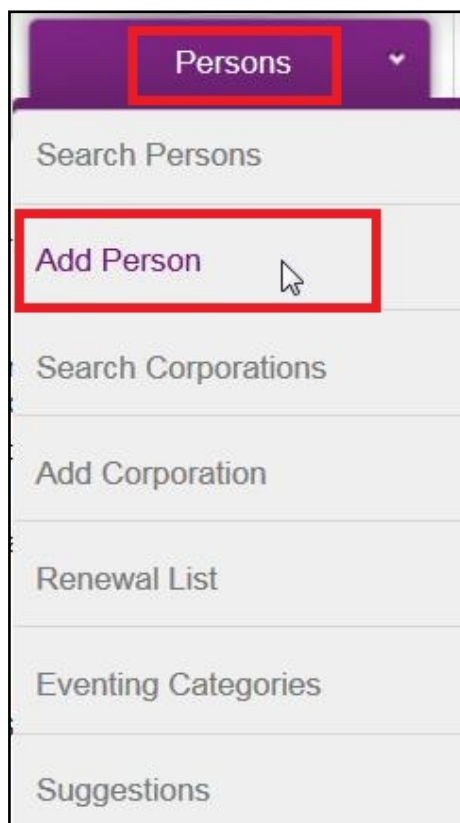 Persons
Search Persons
Add Person
Search Corporations
Add Corporation
Renewal List
Eventing Categories
Suggestions